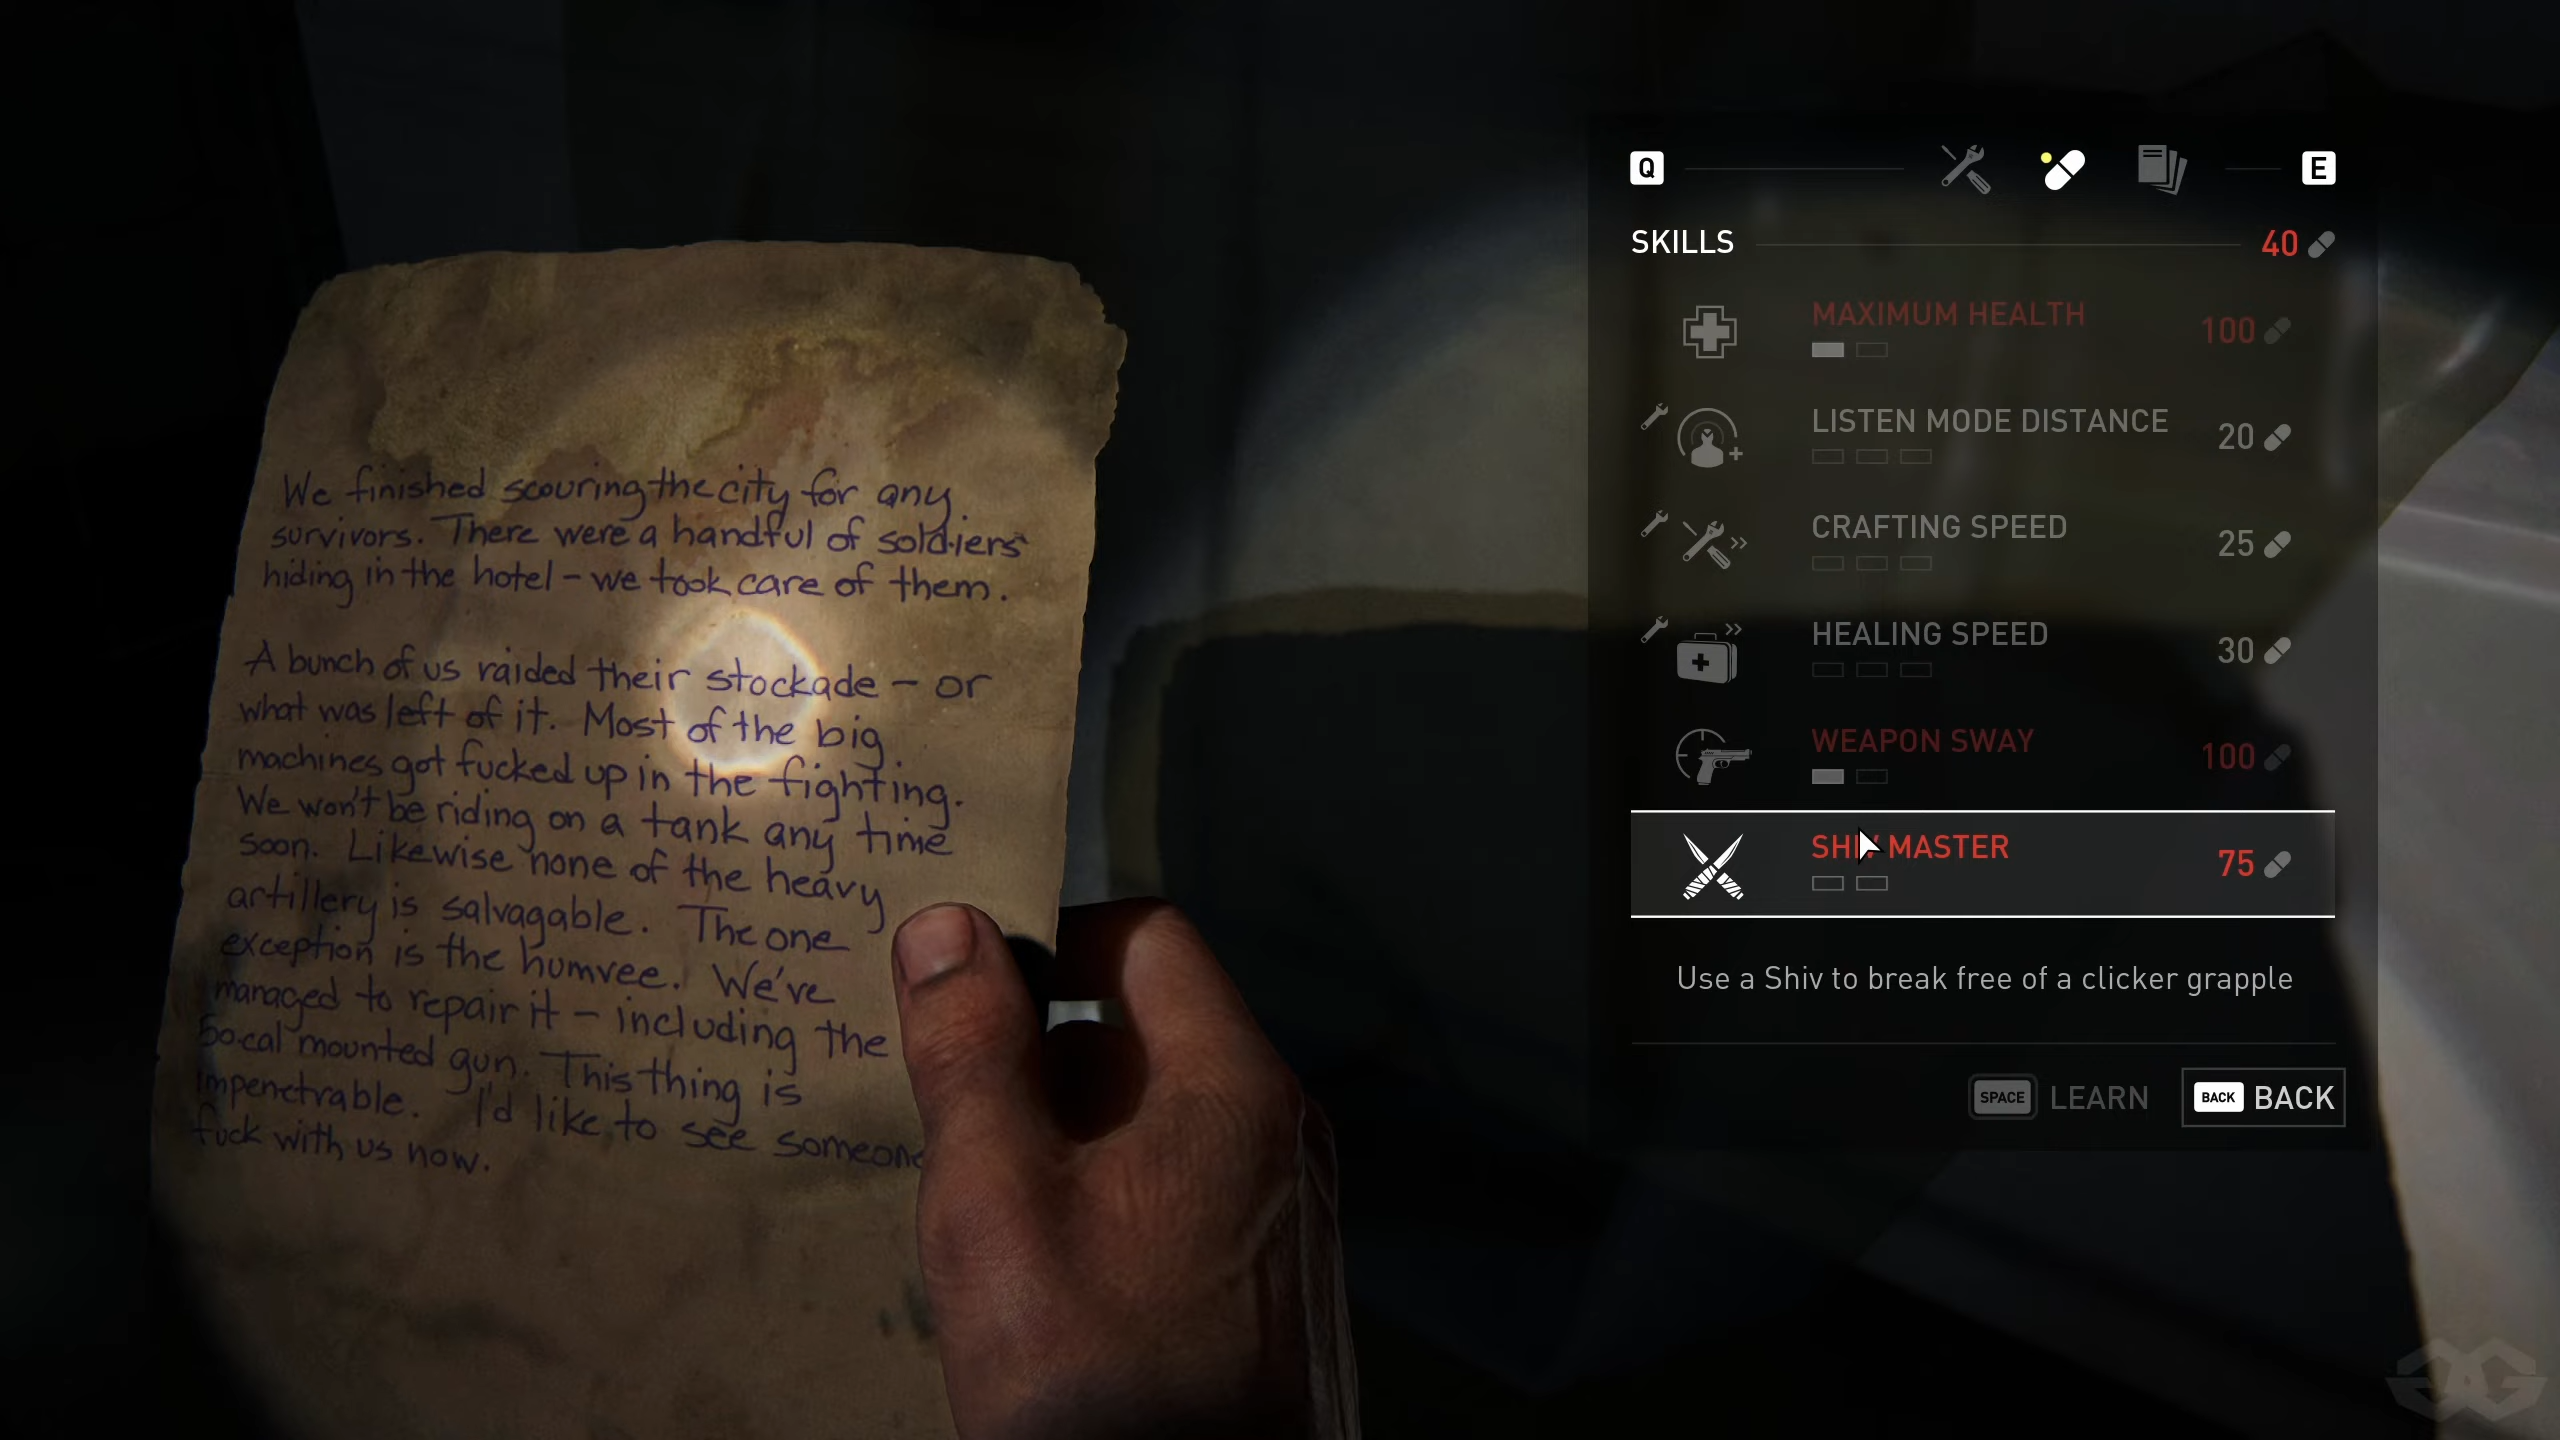 We finished scouring the city for any
survivors. There were a handful of soldiers
hiding in the hotel - we took care of them.
A bunch of us raided their stockade - or
what was left of it. Most of the big
machines got fucked up in the fighting.
We won't be riding on a tank any time
soon. Likewise none of the heavy
artillery is salvagable. The one
exception is the humvee. We've
managed to repair it - including the
50.cal mounted gun. This thing is
impenetrable. I'd like to see someone
fuck with us now.
Q
E
SKILLS 40
MAXIMUM HEALTH 100
LISTEN MODE DISTANCE 20
CRAFTING SPEED 25
HEALING SPEED 30
WEAPON SWAY 100
SHIV MASTER 75
Use a Shiv to break free of a clicker grapple
SPACE LEARN BACK BACK